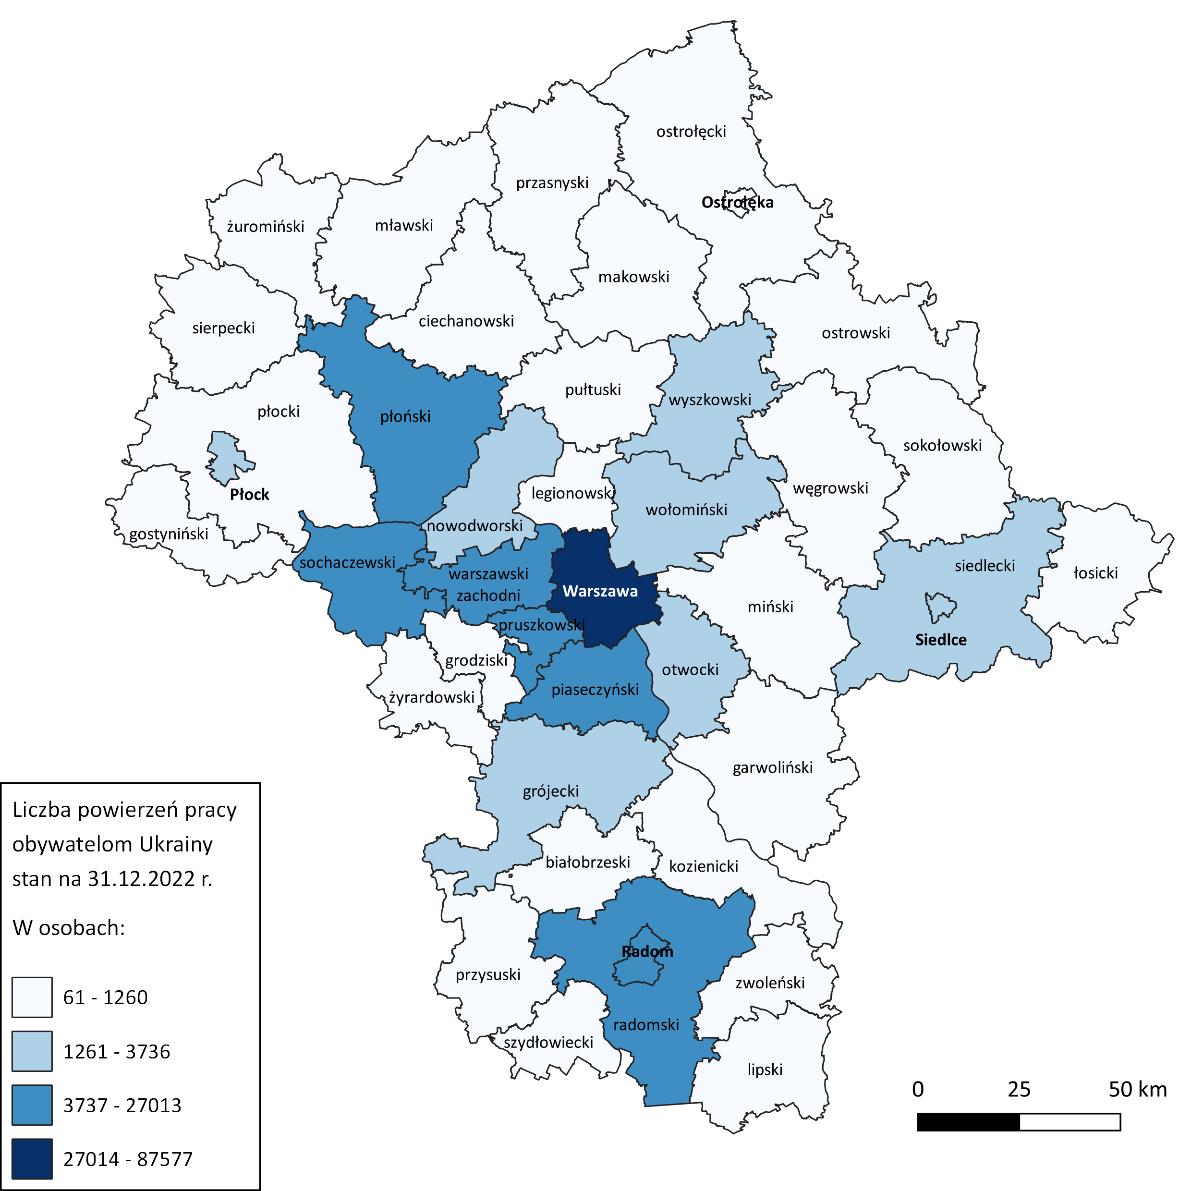 ostrołęcki
przasnyski
Ostrołęka
żuromiński
mławski
makowski
ciechanowski
sierpecki
ostrowski
pułtuski
wyszkowski
płocki
płoński
sokołowski
węgrowski
legionowski
Płock
wołomiński
nowodworski
gostyniński
sochaczewski
siedlecki
łosicki
warszawski
zachodni
Warszawa
miński
pruszkowski
Siedlce
grodziski
otwocki
piaseczyński
żyrardowski
garwoliński
grójecki
białobrzeski
kozienicki
Radom
przysuski
zwoleński
radomski
szydłowiecki
lipski
Liczba powierzeń pracy
obywatelom Ukrainy
stan na 31.12.2022 r.
W osobach:
61 - 1260
1261 - 3736
3737 - 27013
27014 - 87577
0 25 50 km